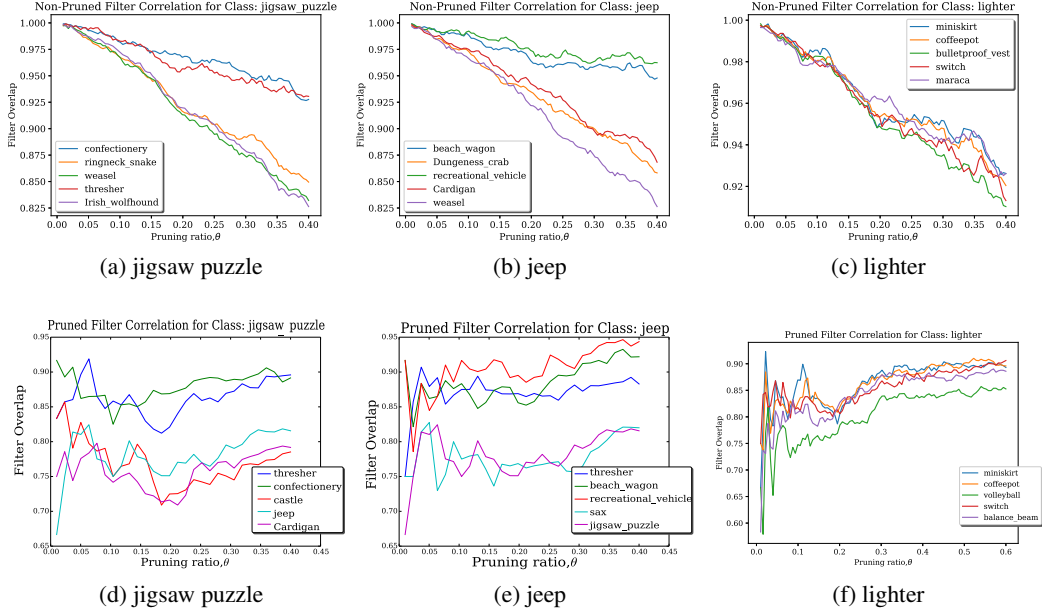 Non-Pruned Filter Correlation for Class: jigsaw_puzzle
1.000
0.975
0.950
0.925
0.900
0.875
0.850
0.825
Filter Overlap
confectionery
ringneck_snake
weasel
thresher
Irish_wolfhound
0.00 0.05 0.10 0.15 0.20 0.25 0.30 0.35 0.40
Pruning ratio,θ
(a) jigsaw puzzle
Non-Pruned Filter Correlation for Class: jeep
1.000
0.975
0.950
0.925
0.900
0.875
0.850
0.825
Filter Overlap
beach_wagon
Dungeness_crab
recreational_vehicle
Cardigan
weasel
0.00 0.05 0.10 0.15 0.20 0.25 0.30 0.35 0.40
Pruning ratio,θ
(b) jeep
Non-Pruned Filter Correlation for Class: lighter
1.00
0.98
0.96
0.94
0.92
Filter Overlap
miniskirt
coffeepot
bulletproof_vest
switch
maraca
0.00 0.05 0.10 0.15 0.20 0.25 0.30 0.35 0.40
Pruning ratio,θ
(c) lighter
Pruned Filter Correlation for Class: jigsaw_puzzle
0.95
0.90
0.85
0.80
0.75
0.70
0.65
Filter Overlap
thresher
confectionery
castle
jeep
Cardigan
0.00 0.05 0.10 0.15 0.20 0.25 0.30 0.35 0.40 0.45
Pruning ratio,θ
(d) jigsaw puzzle
Pruned Filter Correlation for Class: jeep
0.95
0.90
0.85
0.80
0.75
0.70
0.65
Filter Overlap
thresher
beach_wagon
recreational_vehicle
sax
jigsaw_puzzle
0.00 0.05 0.10 0.15 0.20 0.25 0.30 0.35 0.40 0.45
Pruning ratio,θ
(e) jeep
Pruned Filter Correlation for Class: lighter
0.90
0.85
0.80
0.75
0.70
0.65
0.60
Filter Overlap
miniskirt
coffeepot
volleyball
switch
balance_beam
0.0 0.1 0.2 0.3 0.4 0.5 0.6
Pruning ratio,θ
(f) lighter